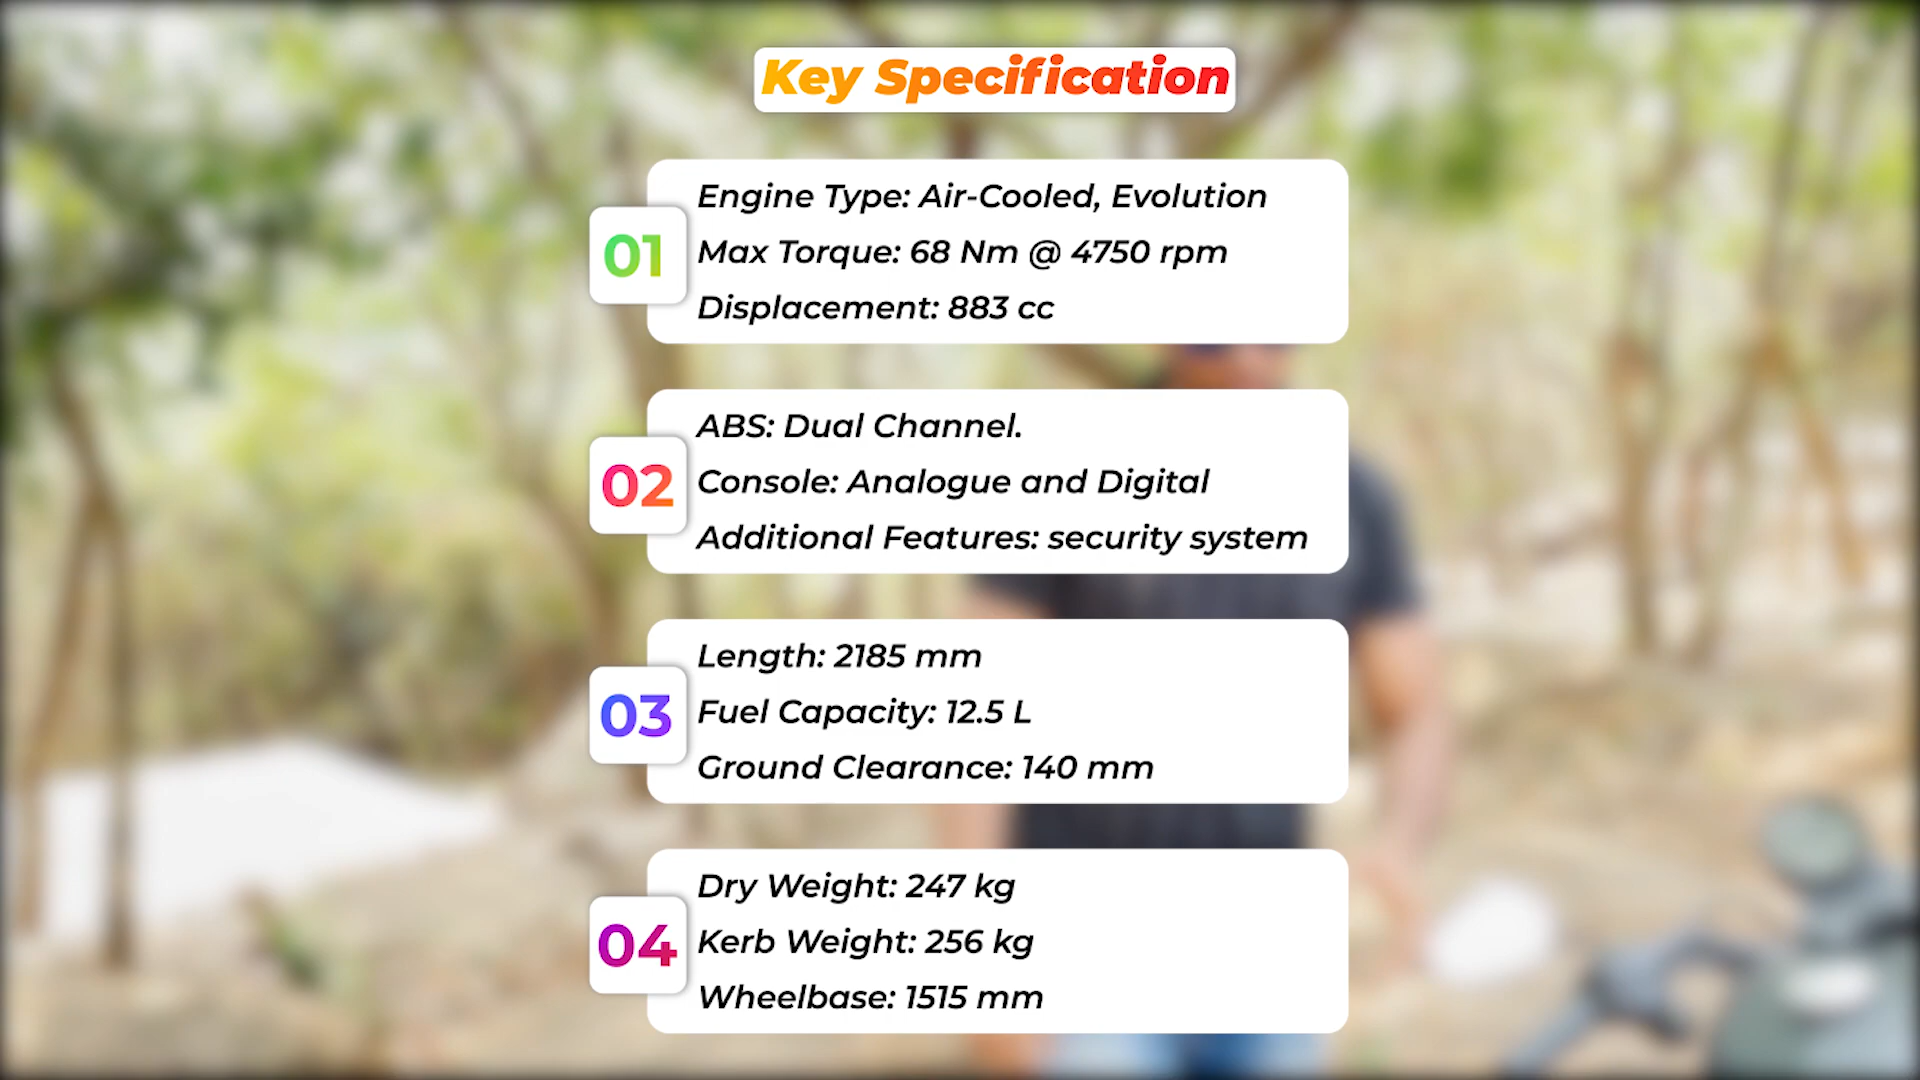 Key Specification
01
Engine Type: Air-Cooled, Evolution
Max Torque: 68 Nm @ 4750 rpm
Displacement: 883 cc
02
ABS: Dual Channel.
Console: Analogue and Digital
Additional Features: security system
03
Length: 2185 mm
Fuel Capacity: 12.5 L
Ground Clearance: 140 mm
04
Dry Weight: 247 kg
Kerb Weight: 256 kg
Wheelbase: 1515 mm